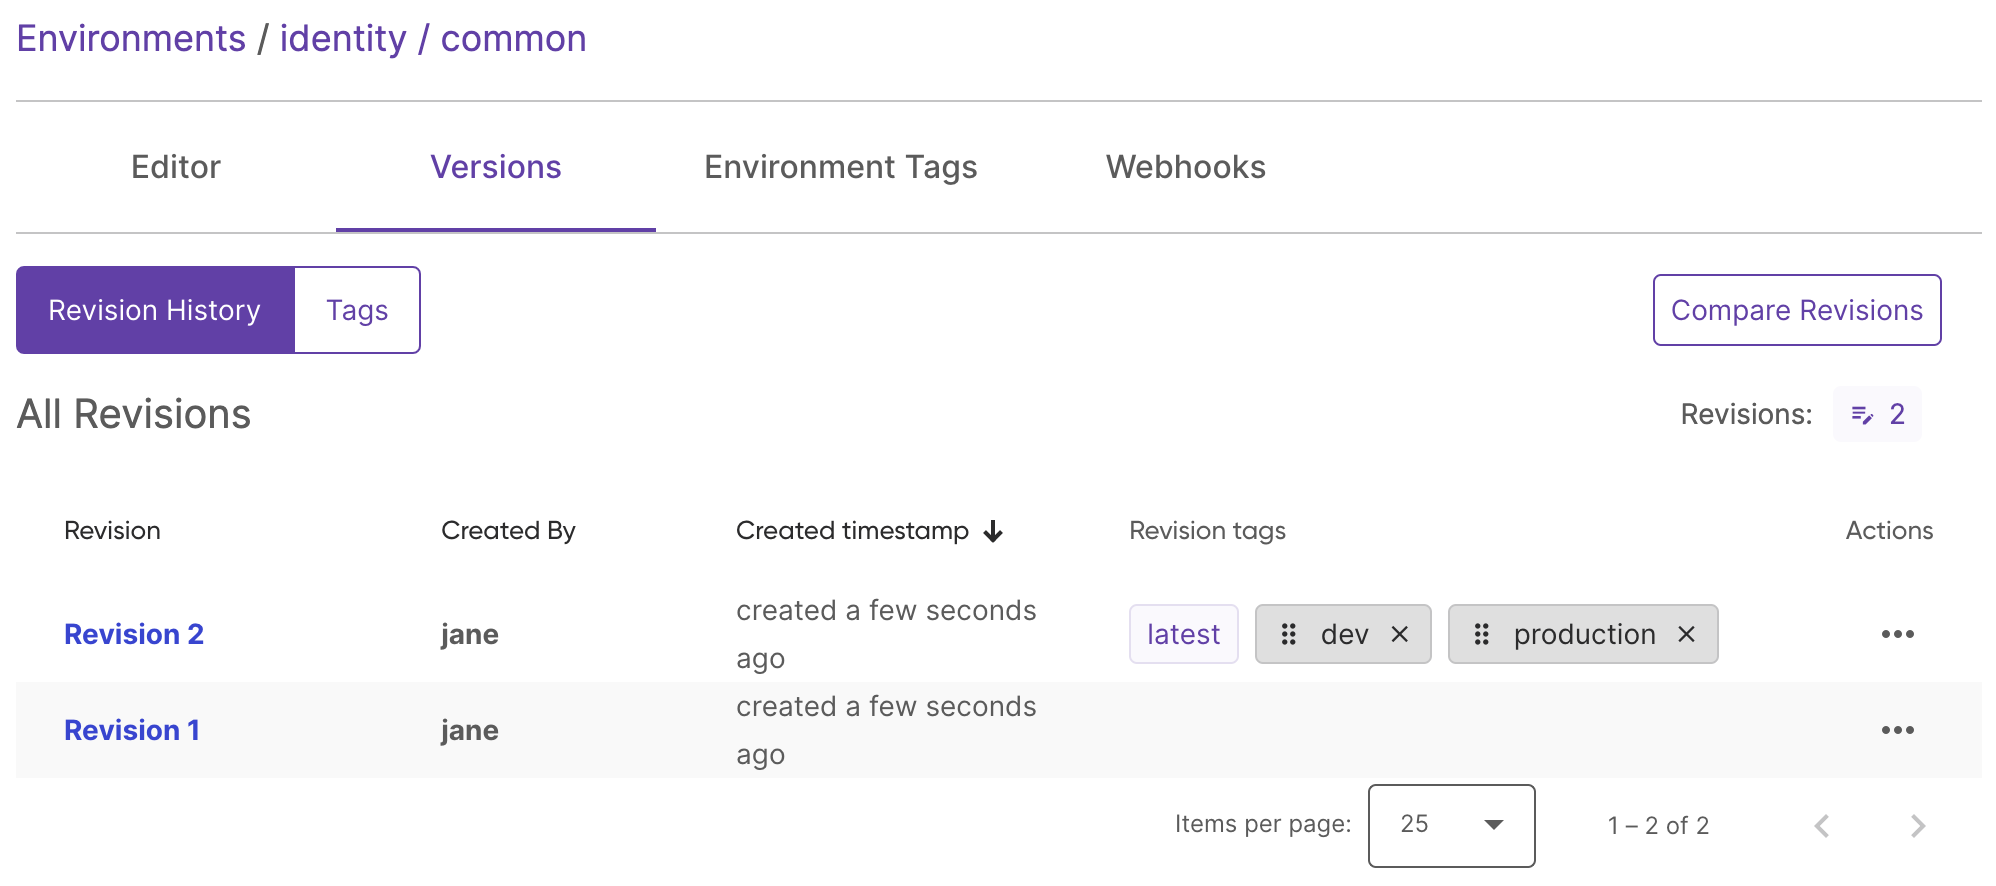 Environments / identity / common
Editor Versions Environment Tags Webhooks
Revision History Tags Compare Revisions
All Revisions Revisions: 2
Revision Created By Created timestamp Revision tags Actions
Revision 2 jane created a few seconds ago latest dev production
Revision 1 jane created a few seconds ago
Items per page: 25 1 – 2 of 2